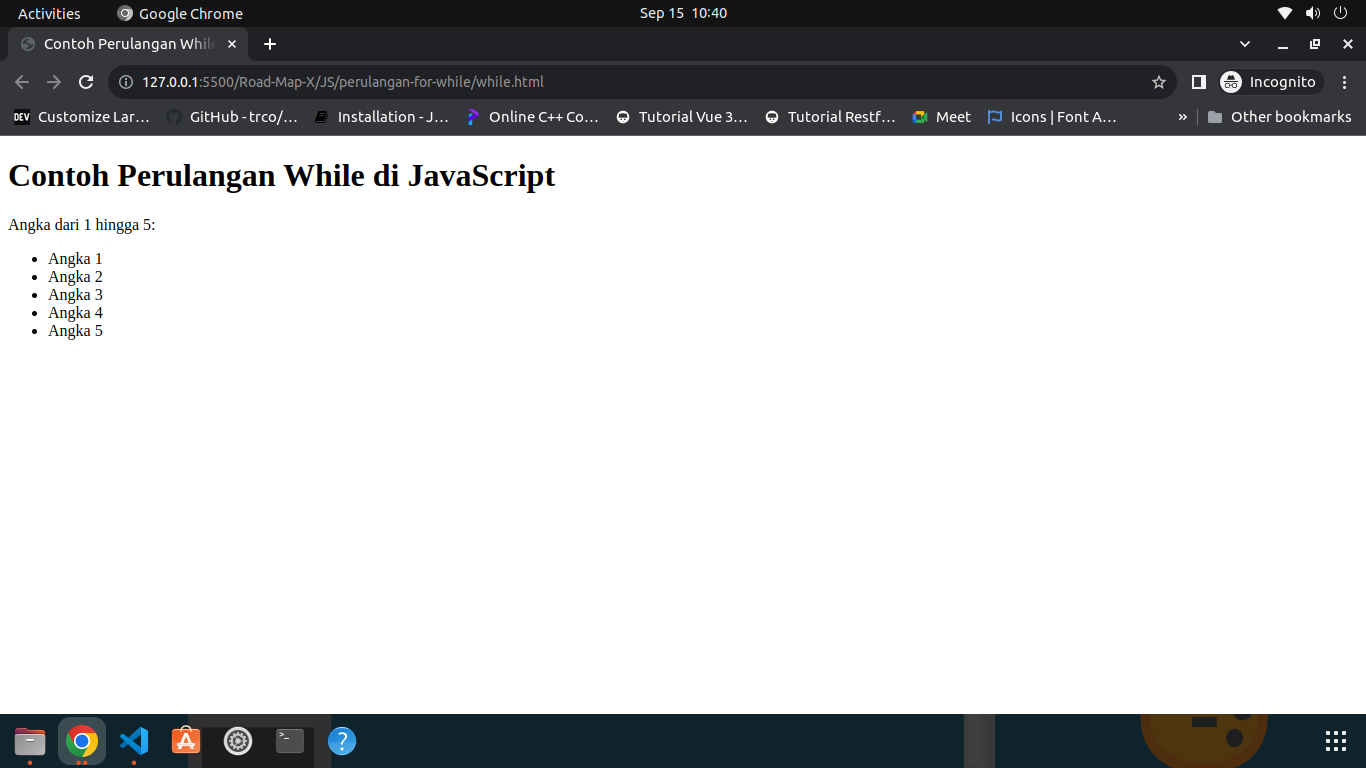 Activities Google Chrome Sep 15 10:40
Contoh Perulangan Whil
127.0.0.1:5500/Road-Map-X/JS/perulangan-for-while/while.html Incognito
DEV Customize Lar… GitHub - trco/… Installation - J… Online C++ Co… Tutorial Vue 3… Tutorial Restf… Meet Icons | Font A… » Other bookmarks
Contoh Perulangan While di JavaScript
Angka dari 1 hingga 5:
• Angka 1
• Angka 2
• Angka 3
• Angka 4
• Angka 5